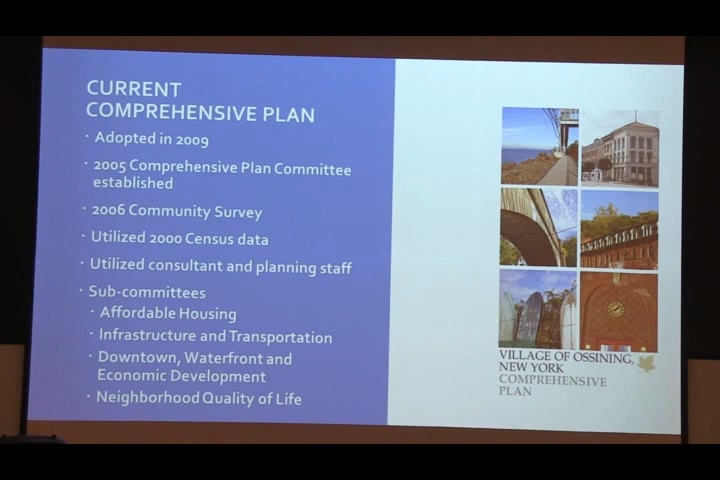 CURRENT
COMPREHENSIVE PLAN
· Adopted in 2009
· 2005 Comprehensive Plan Committee
established
· 2006 Community Survey
· Utilized 2000 Census data
· Utilized consultant and planning staff
· Sub-committees
· Affordable Housing
· Infrastructure and Transportation
· Downtown, Waterfront and
Economic Development
· Neighborhood Quality of Life
VILLAGE OF OSSINING,
NEW YORK
COMPREHENSIVE
PLAN